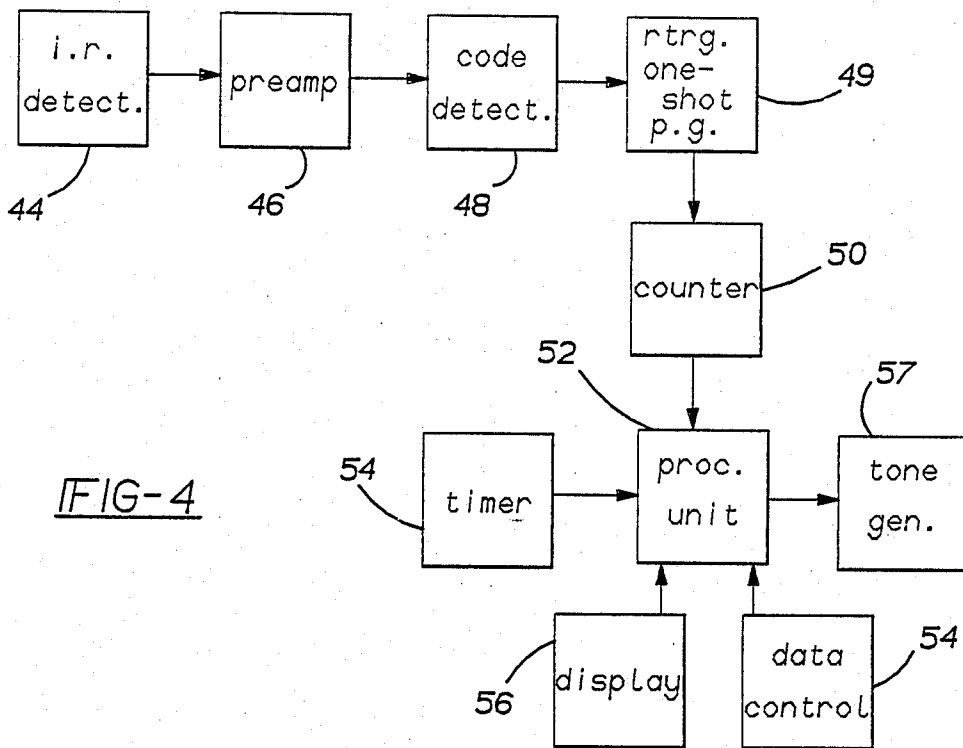 i.r.
detect.
preamp
code
detect.
rtrg.
one-
shot
p.g.
49
44
46
48
counter
50
52
57
FIG-4
54
timer
proc.
unit
tone
gen.
56
display
data
control
54